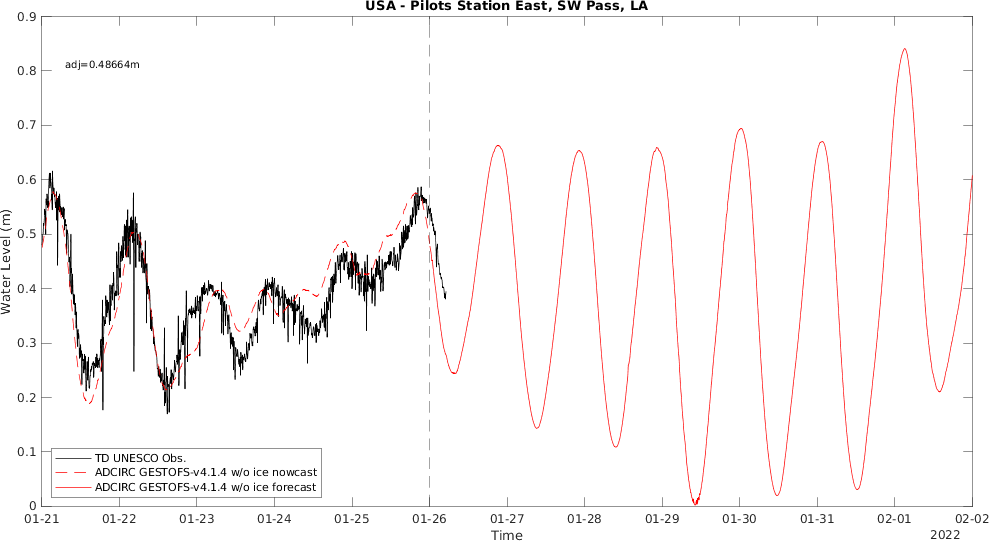 USA - Pilots Station East, SW Pass, LA
0.9
0.8
0.7
0.6
0.5
0.4
0.3
0.2
0.1
0
Water Level (m)
adj=0.48664m
TD UNESCO Obs.
ADCIRC GESTOFS-v4.1.4 w/o ice nowcast
ADCIRC GESTOFS-v4.1.4 w/o ice forecast
01-21 01-22 01-23 01-24 01-25 01-26 01-27 01-28 01-29 01-30 01-31 02-01 02-02
Time
2022